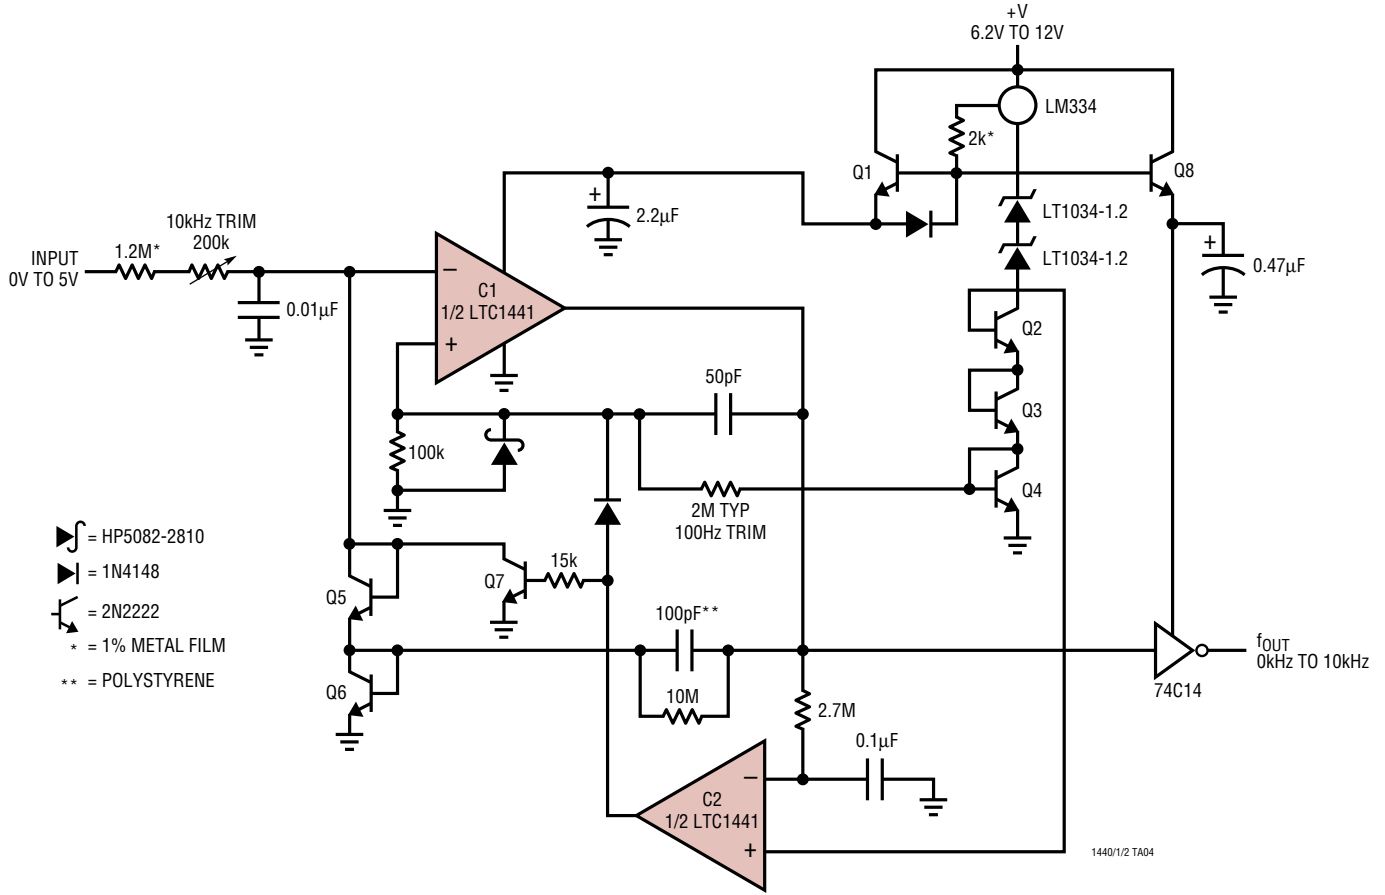 +V
6.2V TO 12V
LM334
2k*
Q1
Q8
LT1034-1.2
LT1034-1.2
+
2.2µF
+
0.47µF
10kHz TRIM
200k
1.2M*
INPUT
0V TO 5V
0.01µF
−
C1
1/2 LTC1441
+
Q2
Q3
Q4
50pF
100k
2M TYP
100Hz TRIM
= HP5082-2810
= 1N4148
= 2N2222
* = 1% METAL FILM
** = POLYSTYRENE
Q5
Q7
15k
Q6
100pF**
10M
2.7M
0.1µF
74C14
fOUT
0kHz TO 10kHz
−
C2
1/2 LTC1441
+
1440/1/2 TA04